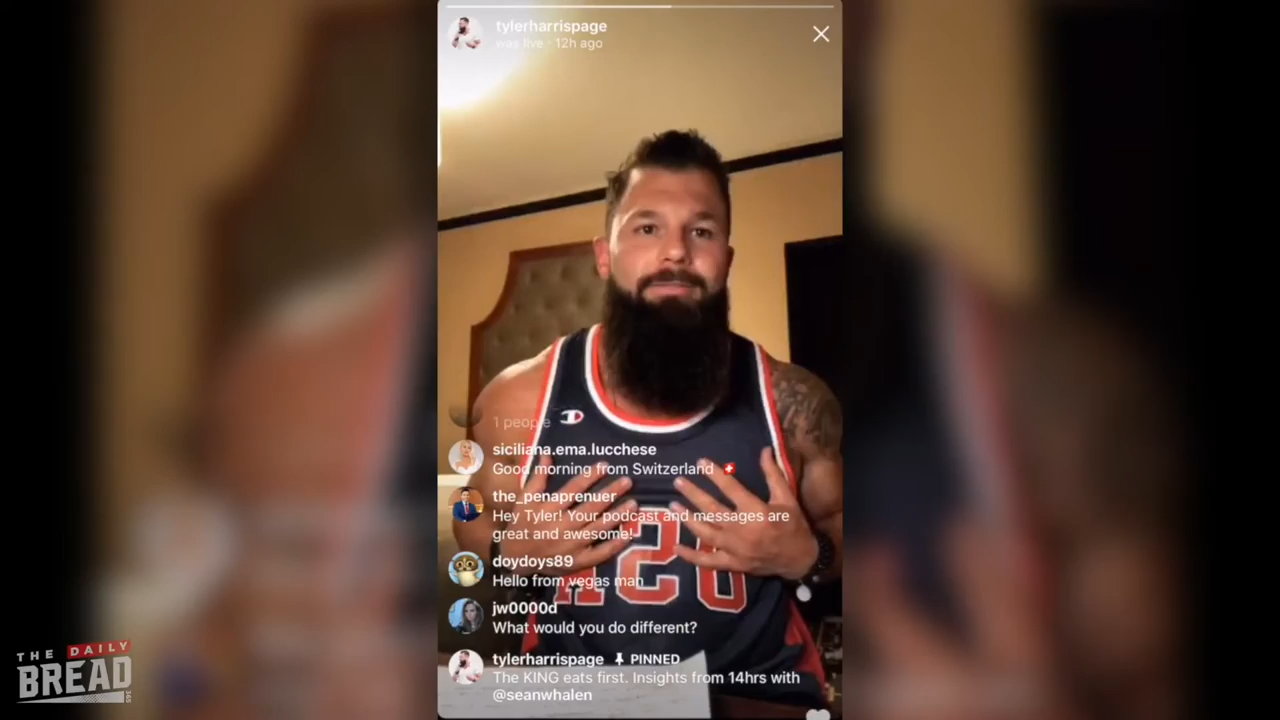 tylerharrispage
was live · 12h ago
1 people
siciliana.ema.lucchese
Good morning from Switzerland 🇨🇭
the_penaprenuer
Hey Tyler! Your podcast and messages are
great and awesome!
doydoys89
Hello from vegas man
jw0000d
What would you do different?
tylerharrispage PINNED
The KING eats first. Insights from 14hrs with
@seanwhalen
THE DAILY
BREAD